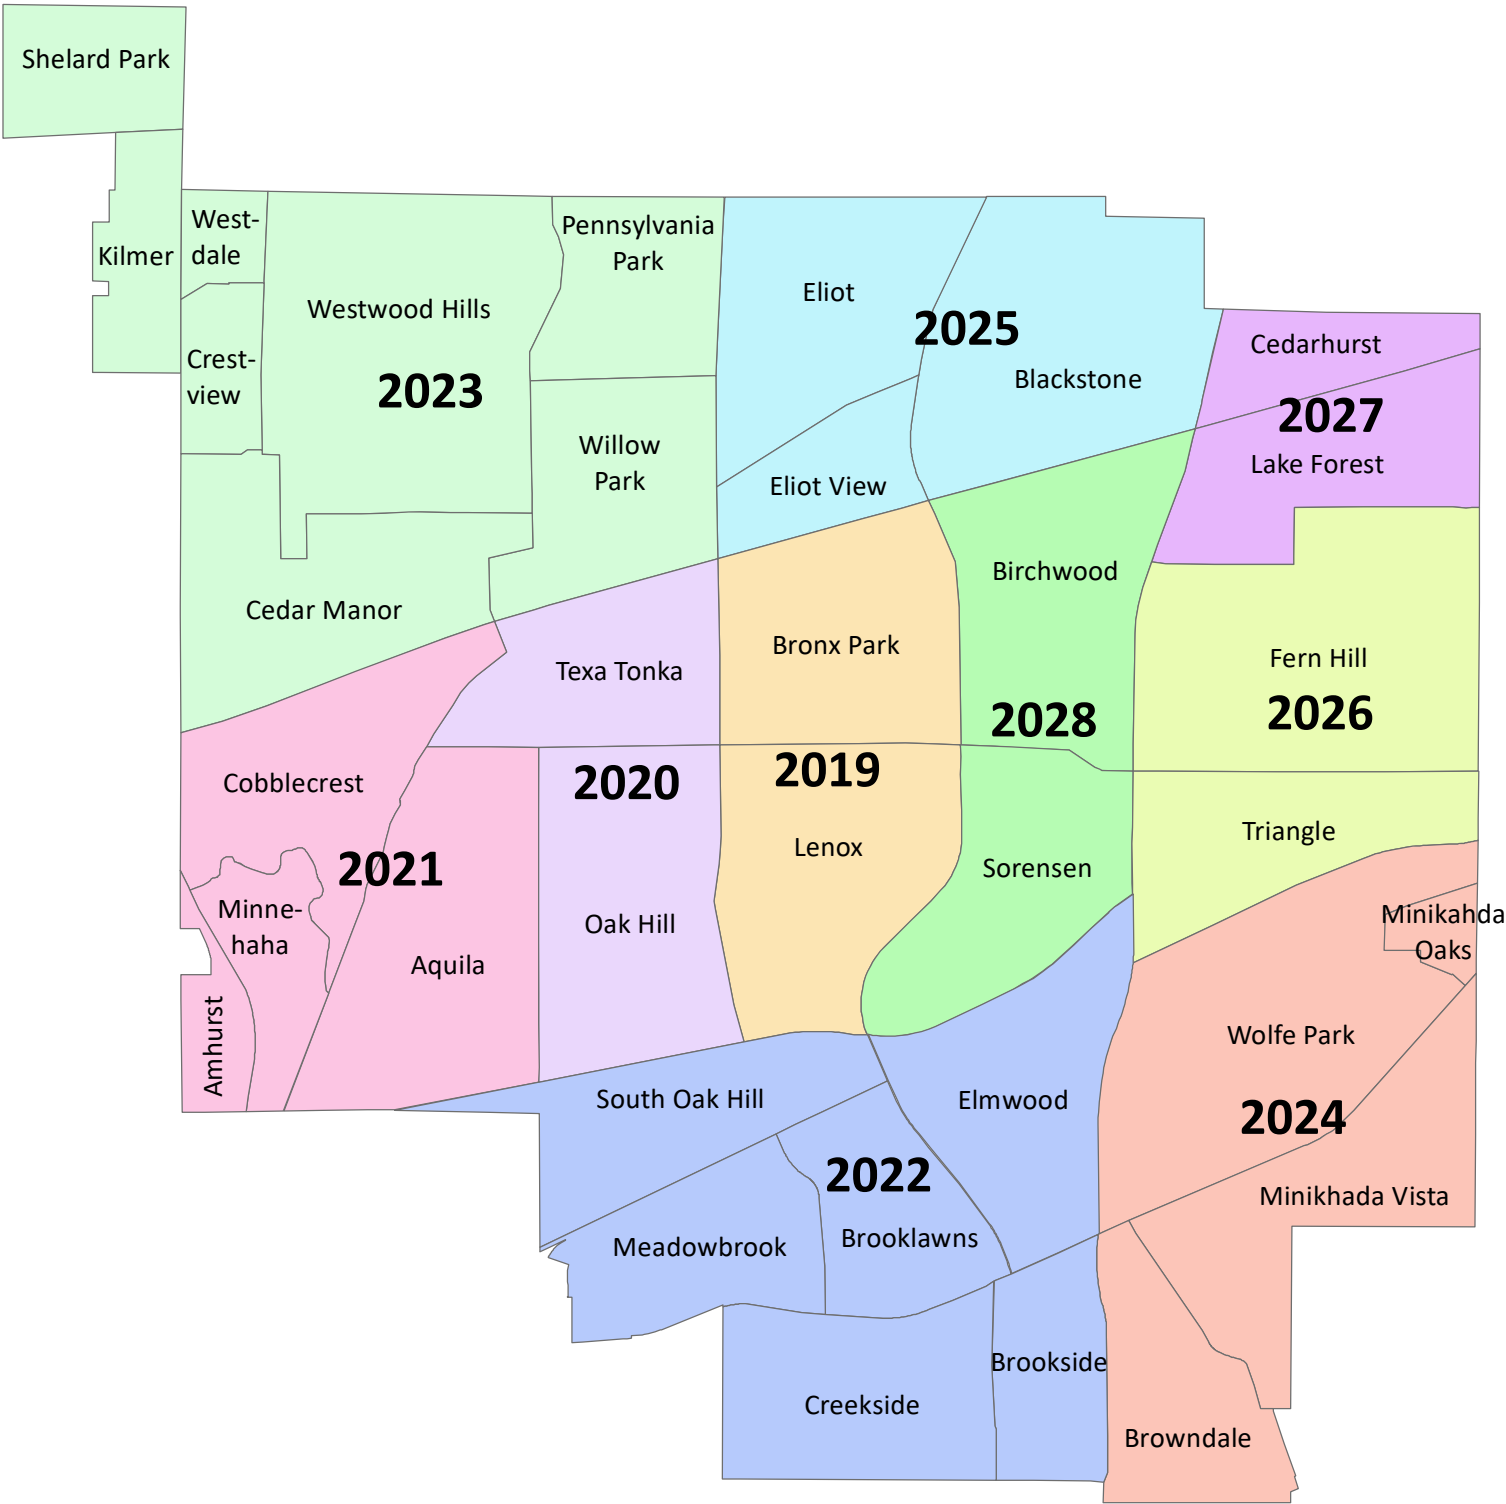 Shelard Park
Kilmer
West-
dale
Crest-
view
Westwood Hills
2023
Pennsylvania
Park
Willow
Park
Cedar Manor
Eliot
2025
Blackstone
Eliot View
Cedarhurst
2027
Lake Forest
Birchwood
2028
Sorensen
Fern Hill
2026
Triangle
Texa Tonka
2020
Oak Hill
Bronx Park
2019
Lenox
Cobblecrest
2021
Minne-
haha
Amhurst
Aquila
South Oak Hill
Elmwood
2022
Meadowbrook
Brooklawns
Creekside
Brookside
Minikahda
Oaks
Wolfe Park
2024
Minikhada Vista
Browndale